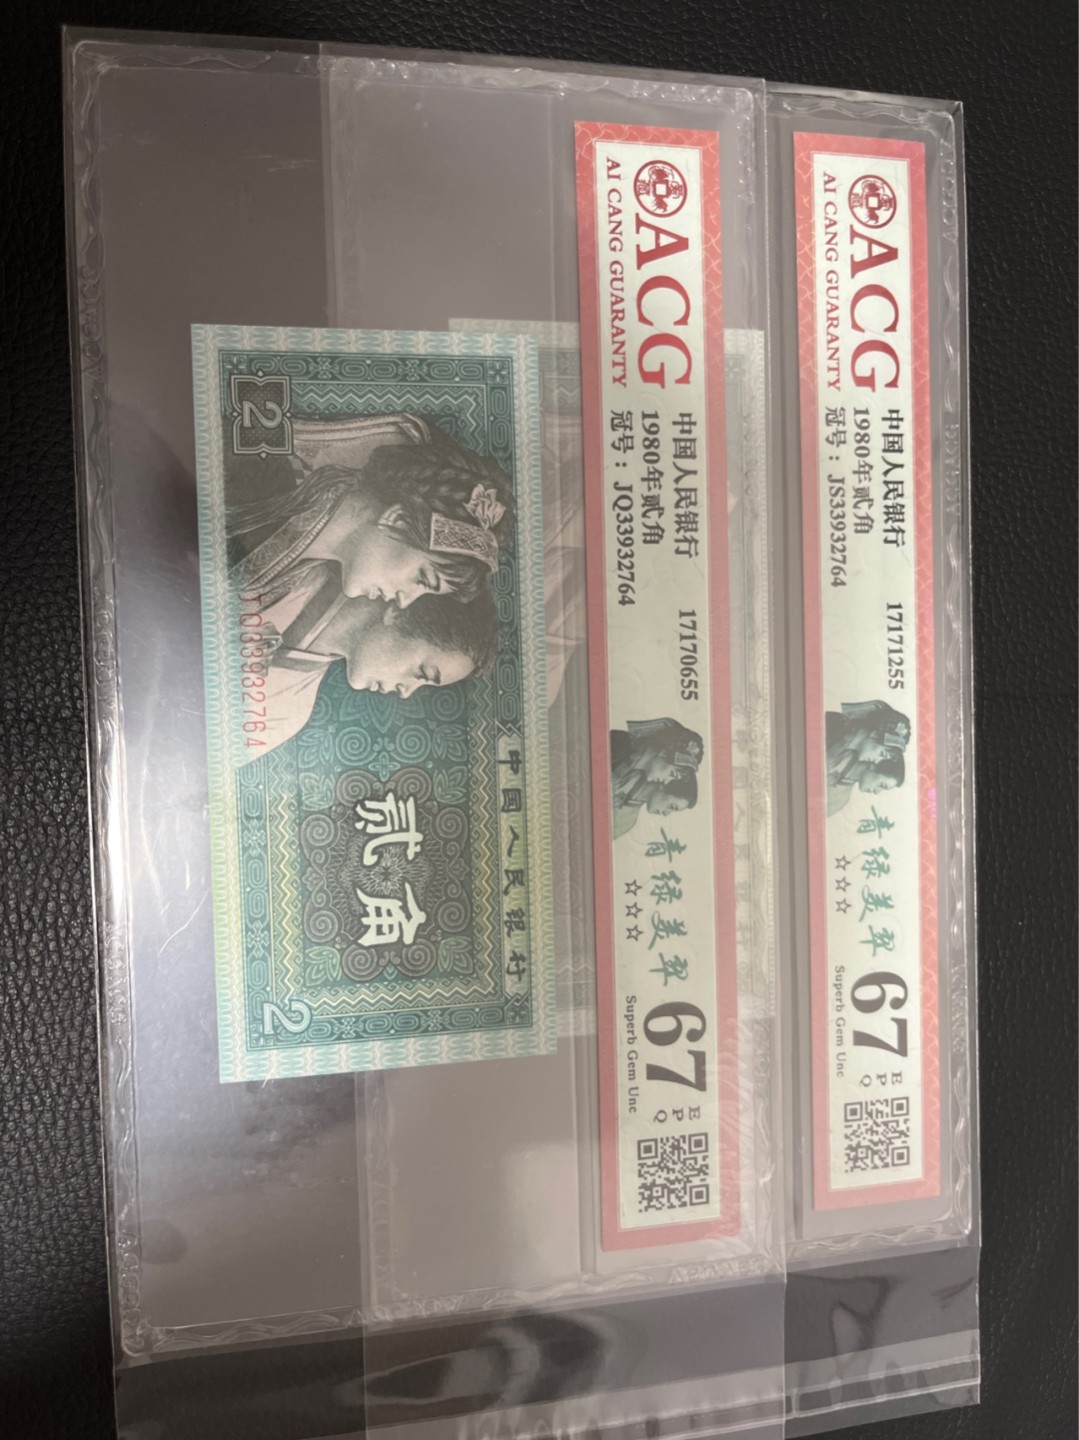 ACG
AI CANG GUARANTY
中国人民银行 17171255
1980年贰角
冠号：JS33932764
青绿美翠
☆☆☆
67
EPQ
Superb Gem Unc
ACG
AI CANG GUARANTY
中国人民银行 17170655
1980年贰角
冠号：JQ33932764
青绿美翠
☆☆☆
67
EPQ
Superb Gem Unc
中国人民银行
贰角
2
2
JQ33932764